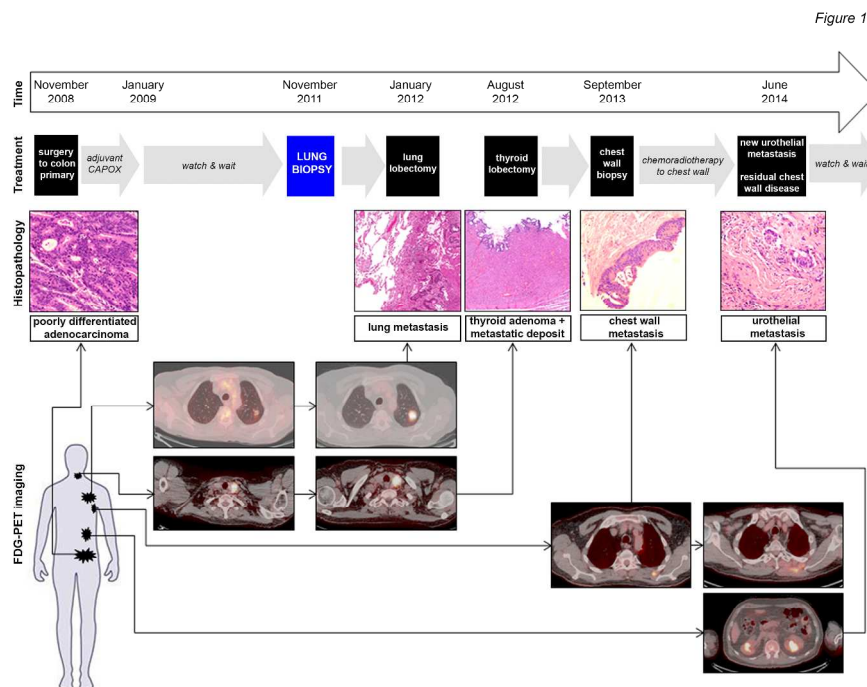 Figure 1
Time
November
2008
January
2009
November
2011
January
2012
August
2012
September
2013
June
2014
Treatment
surgery
to colon
primary
adjuvant
CAPOX
watch & wait
LUNG
BIOPSY
lung
lobectomy
thyroid
lobectomy
chest
wall
biopsy
chemoradiotherapy
to chest wall
new urothelial
metastasis
residual chest
wall disease
watch & wait
Histopathology
poorly differentiated
adenocarcinoma
lung metastasis
thyroid adenoma +
metastatic deposit
chest wall
metastasis
urothelial
metastasis
FDG-PET imaging